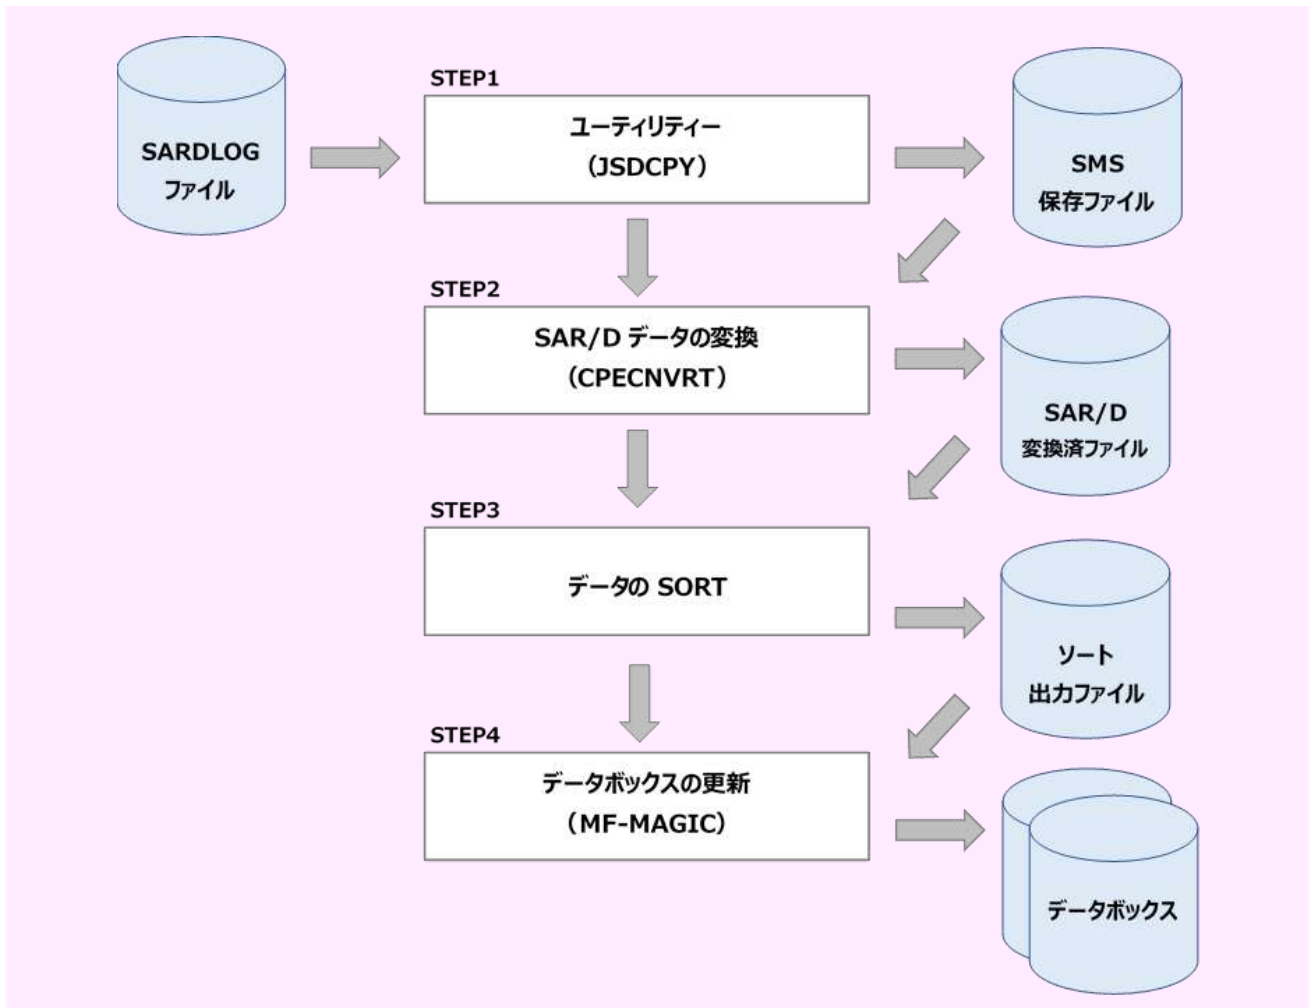 SARDLOG
ファイル
STEP1
ユーティリティー
（JSDCPY）
SMS
保存ファイル
STEP2
SAR/D データの変換
（CPECNVRT）
SAR/D
変換済ファイル
STEP3
データの SORT
ソート
出力ファイル
STEP4
データボックスの更新
（MF-MAGIC）
データボックス